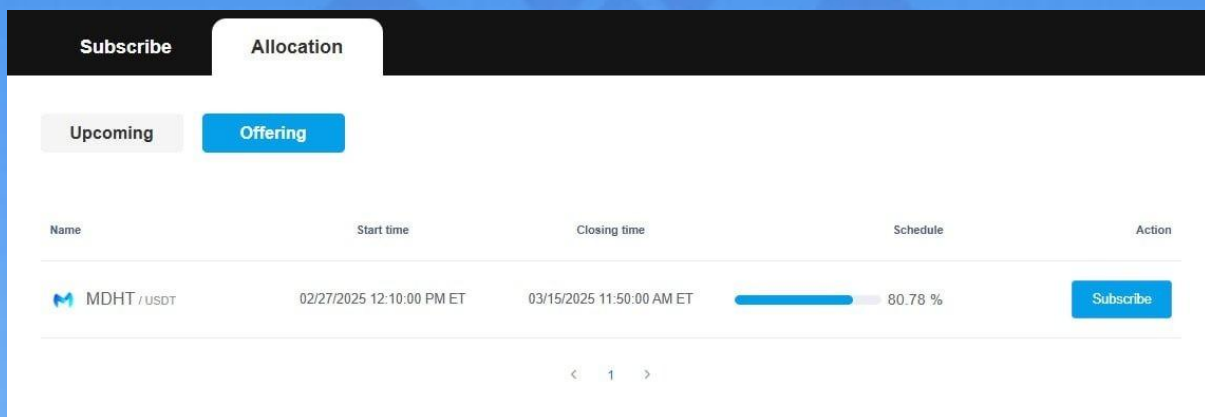 Subscribe Allocation
Upcoming Offering
Name Start time Closing time Schedule Action
MDHT / USDT 02/27/2025 12:10:00 PM ET 03/15/2025 11:50:00 AM ET 80.78 % Subscribe
< 1 >